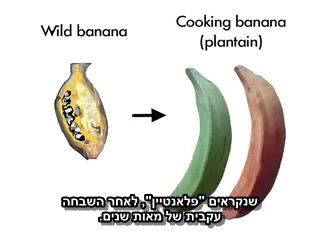 Wild banana
Cooking banana
(plantain)
שנקראים "פלאנטיין", לאחר השבחה
עקבית של מאות שנים.